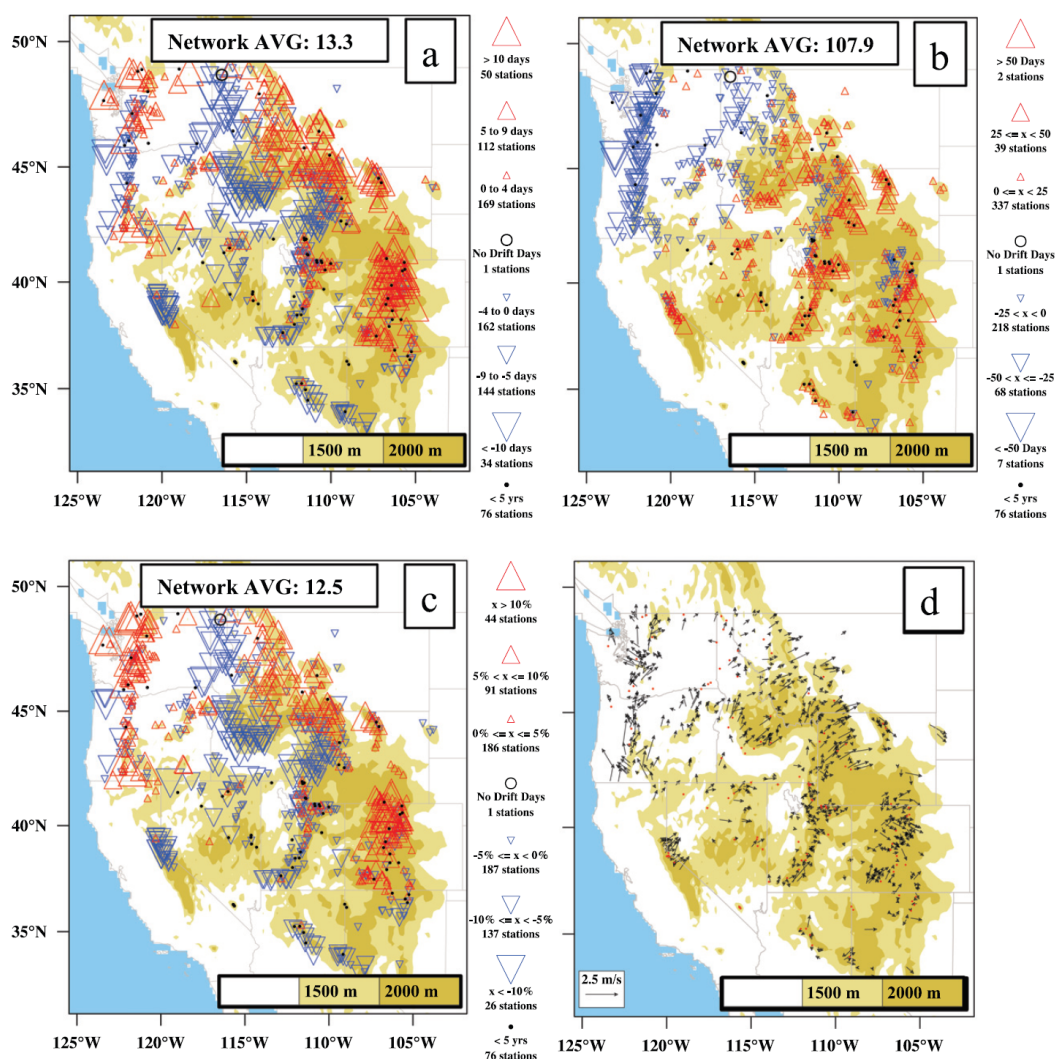 50°N
45°N
40°N
35°N
Network AVG: 13.3
a
> 10 days
50 stations
5 to 9 days
112 stations
0 to 4 days
169 stations
No Drift Days
1 stations
-4 to 0 days
162 stations
-9 to -5 days
144 stations
< -10 days
34 stations
< 5 yrs
76 stations
1500 m
2000 m
125°W
120°W
115°W
110°W
105°W
50°N
45°N
40°N
35°N
Network AVG: 107.9
b
> 50 Days
2 stations
25 <= x < 50
39 stations
0 <= x < 25
337 stations
No Drift Days
1 stations
-25 < x < 0
218 stations
-50 < x <= -25
68 stations
< -50 Days
7 stations
< 5 yrs
76 stations
1500 m
2000 m
125°W
120°W
115°W
110°W
105°W
50°N
45°N
40°N
35°N
Network AVG: 12.5
c
x > 10%
44 stations
5% < x <= 10%
91 stations
0% <= x <= 5%
186 stations
No Drift Days
1 stations
-5% <= x < 0%
187 stations
-10% <= x < -5%
137 stations
x < -10%
26 stations
< 5 yrs
76 stations
1500 m
2000 m
125°W
120°W
115°W
110°W
105°W
50°N
45°N
40°N
35°N
d
2.5 m/s
1500 m
2000 m
125°W
120°W
115°W
110°W
105°W